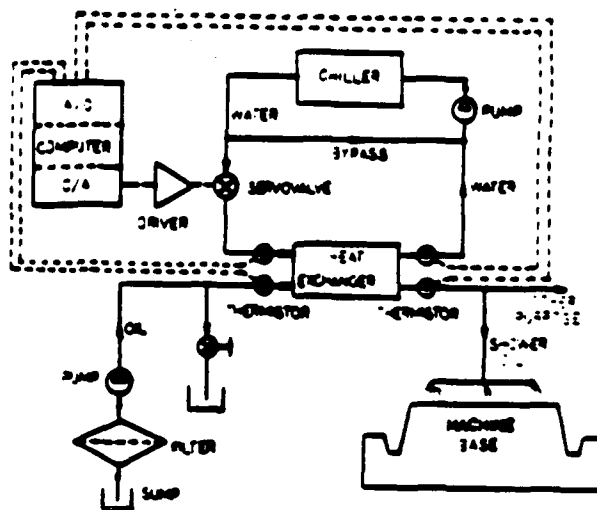 A/D
COMPUTER
D/A
DRIVER
WATER
CHILLER
PUMP
BYPASS
SERVOVALVE
WATER
HEAT
EXCHANGER
THERMISTOR
THERMISTOR
OIL
SHOWER
PUMP
FILTER
SUMP
MACHINE
BASE